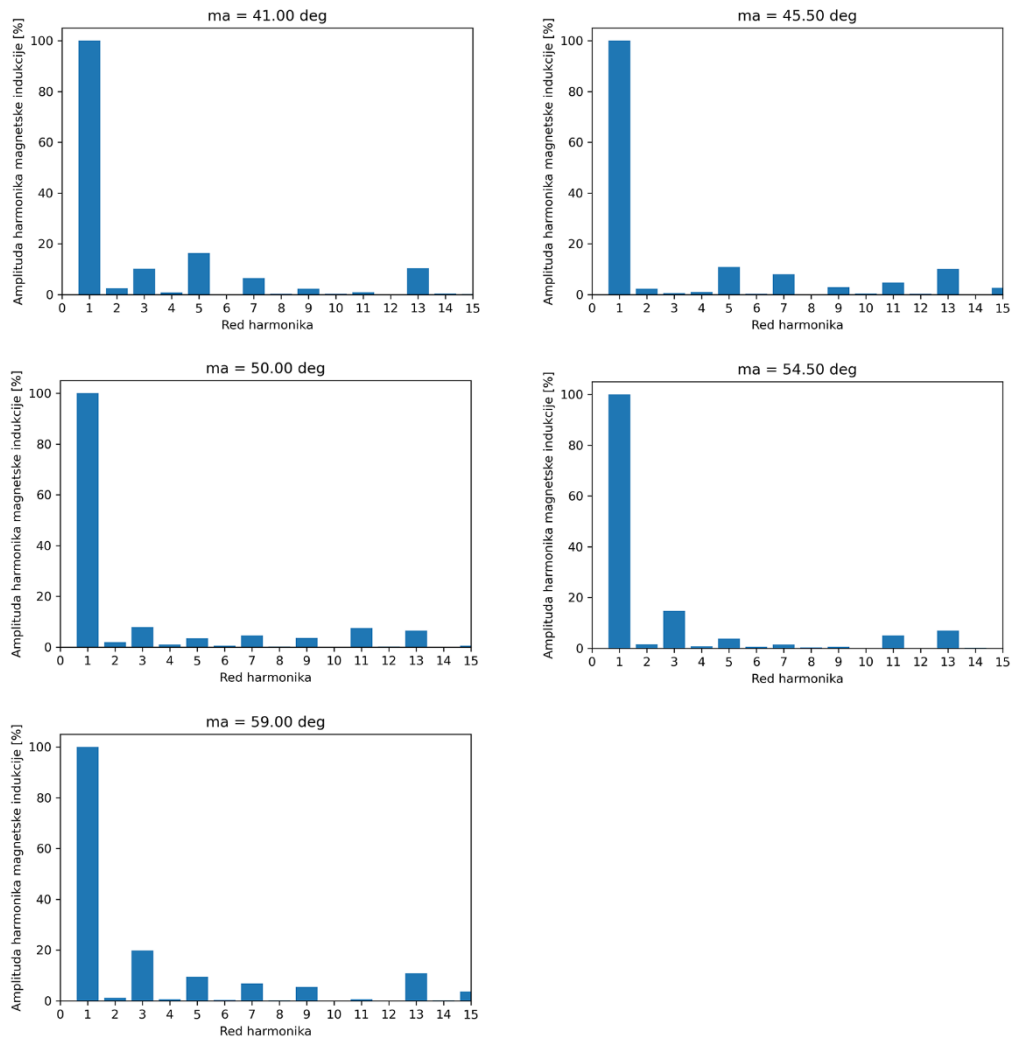 ma = 41.00 deg
Amplituda harmonika magnetske indukcije [%]
100
80
60
40
20
0
0 1 2 3 4 5 6 7 8 9 10 11 12 13 14 15
Red harmonika
ma = 45.50 deg
Amplituda harmonika magnetske indukcije [%]
100
80
60
40
20
0
0 1 2 3 4 5 6 7 8 9 10 11 12 13 14 15
Red harmonika
ma = 50.00 deg
Amplituda harmonika magnetske indukcije [%]
100
80
60
40
20
0
0 1 2 3 4 5 6 7 8 9 10 11 12 13 14 15
Red harmonika
ma = 54.50 deg
Amplituda harmonika magnetske indukcije [%]
100
80
60
40
20
0
0 1 2 3 4 5 6 7 8 9 10 11 12 13 14 15
Red harmonika
ma = 59.00 deg
Amplituda harmonika magnetske indukcije [%]
100
80
60
40
20
0
0 1 2 3 4 5 6 7 8 9 10 11 12 13 14 15
Red harmonika